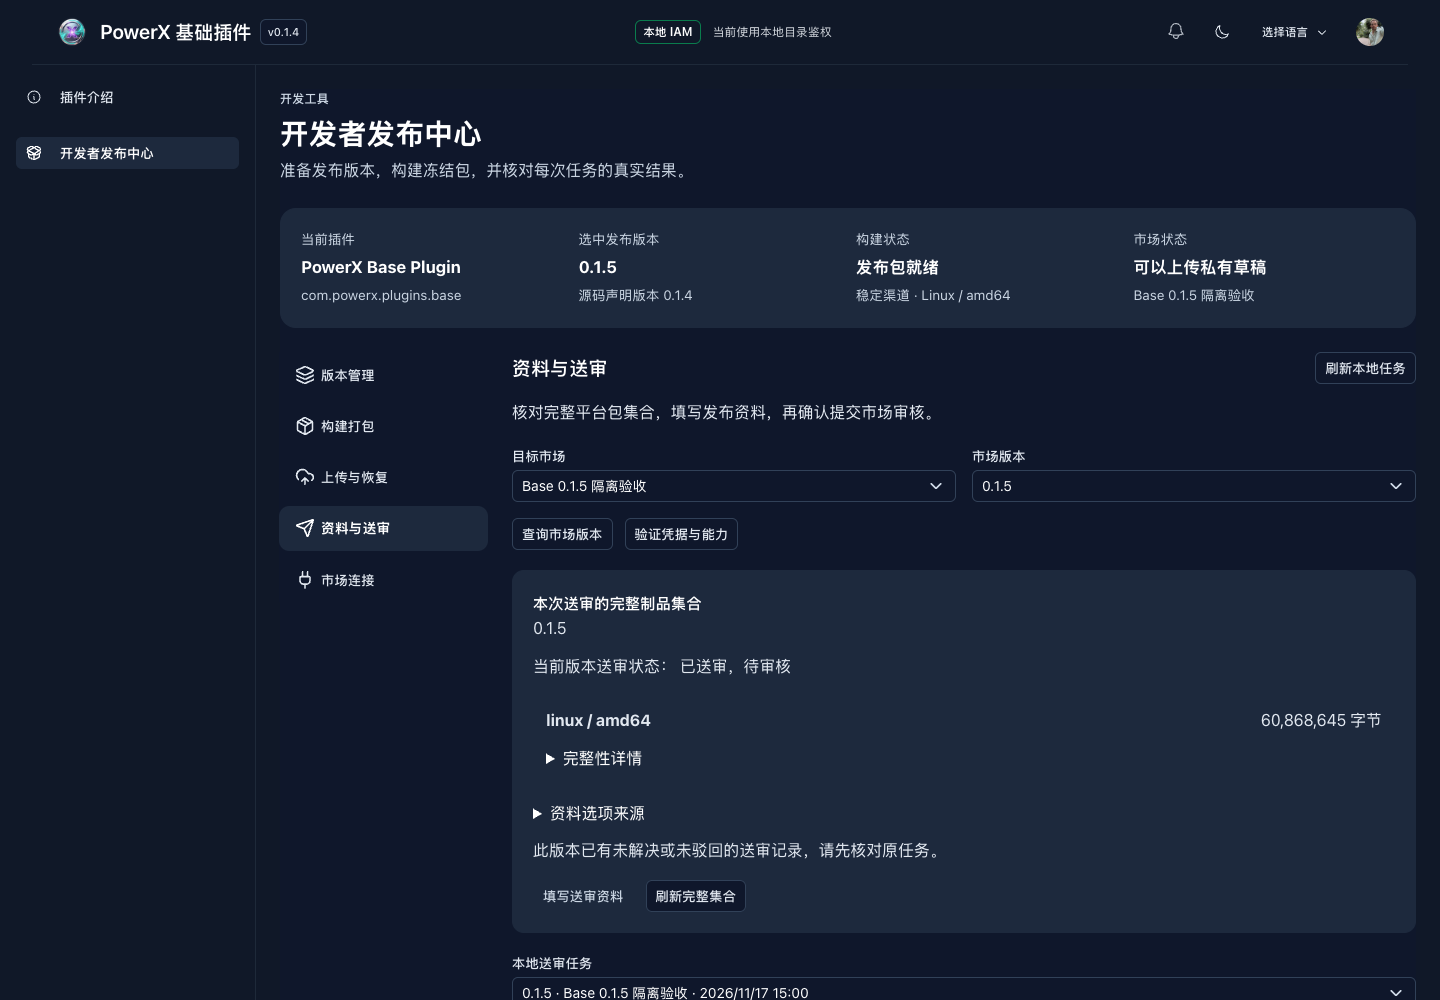 PowerX 基础插件 v0.1.4
本地 IAM 当前使用本地目录鉴权
选择语言
插件介绍
开发者发布中心
开发工具
开发者发布中心
准备发布版本，构建冻结包，并核对每次任务的真实结果。
当前插件
PowerX Base Plugin
com.powerx.plugins.base
选中发布版本
0.1.5
源码声明版本 0.1.4
构建状态
发布包就绪
稳定渠道 · Linux / amd64
市场状态
可以上传私有草稿
Base 0.1.5 隔离验收
版本管理
构建打包
上传与恢复
资料与送审
市场连接
资料与送审
刷新本地任务
核对完整平台包集合，填写发布资料，再确认提交市场审核。
目标市场
Base 0.1.5 隔离验收
市场版本
0.1.5
查询市场版本
验证凭据与能力
本次送审的完整制品集合
0.1.5
当前版本送审状态： 已送审，待审核
linux / amd64
60,868,645 字节
完整性详情
资料选项来源
此版本已有未解决或未驳回的送审记录，请先核对原任务。
填写送审资料
刷新完整集合
本地送审任务
0.1.5 · Base 0.1.5 隔离验收 · 2026/11/17 15:00